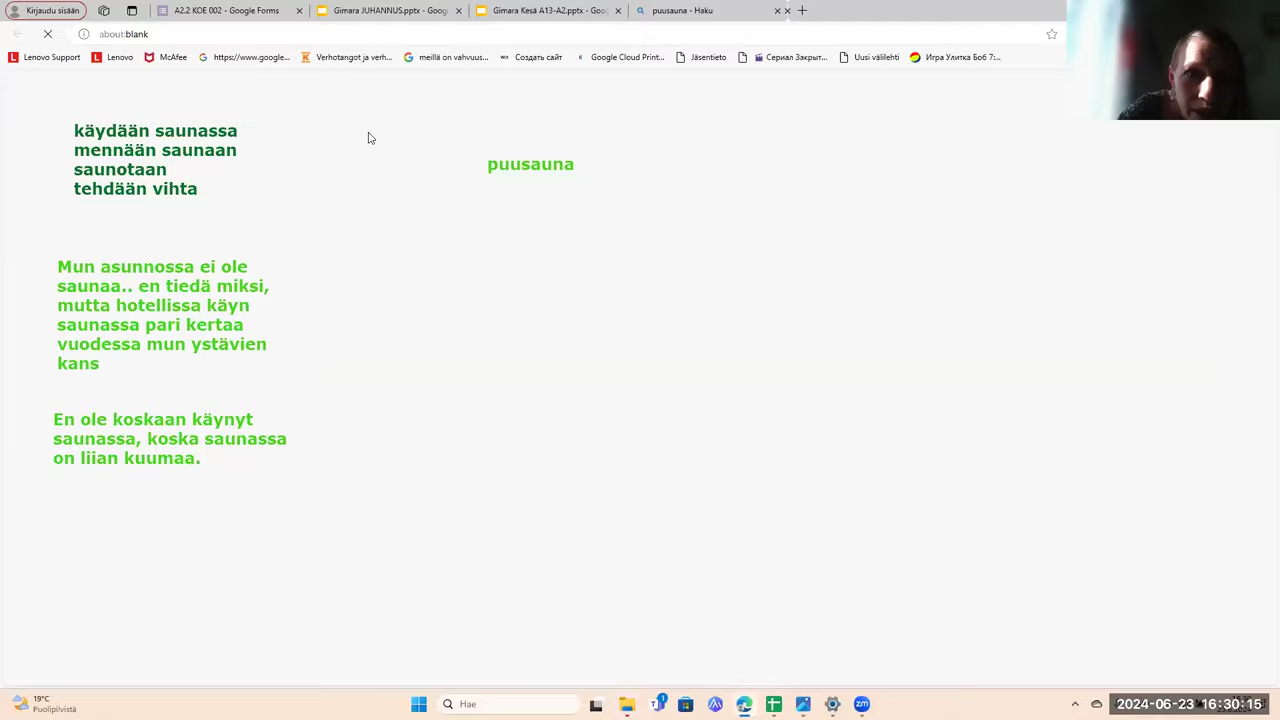 Kirjaudu sisään
A2.2 KOE 002 - Google Forms
Gimara JUHANNUS.pptx - Goog
Gimara Kesä A13-A2.pptx - Goog
puusauna - Haku
about:blank
Lenovo Support
Lenovo
McAfee
https://www.google...
Verhotangot ja verh...
meillä on vahvuus...
Создать сайт
Google Cloud Print...
Jäsentieto
Сериал Закрыт...
Uusi välilehti
Игра Улитка Боб 7:...
käydään saunassa
mennään saunaan
saunotaan
tehdään vihta
puusauna
Mun asunnossa ei ole
saunaa.. en tiedä miksi,
mutta hotellissa käyn
saunassa pari kertaa
vuodessa mun ystävien
kans
En ole koskaan käynyt
saunassa, koska saunassa
on liian kuumaa.
19°C
Puolipilvistä
Hae
2024-06-23 16:30:15